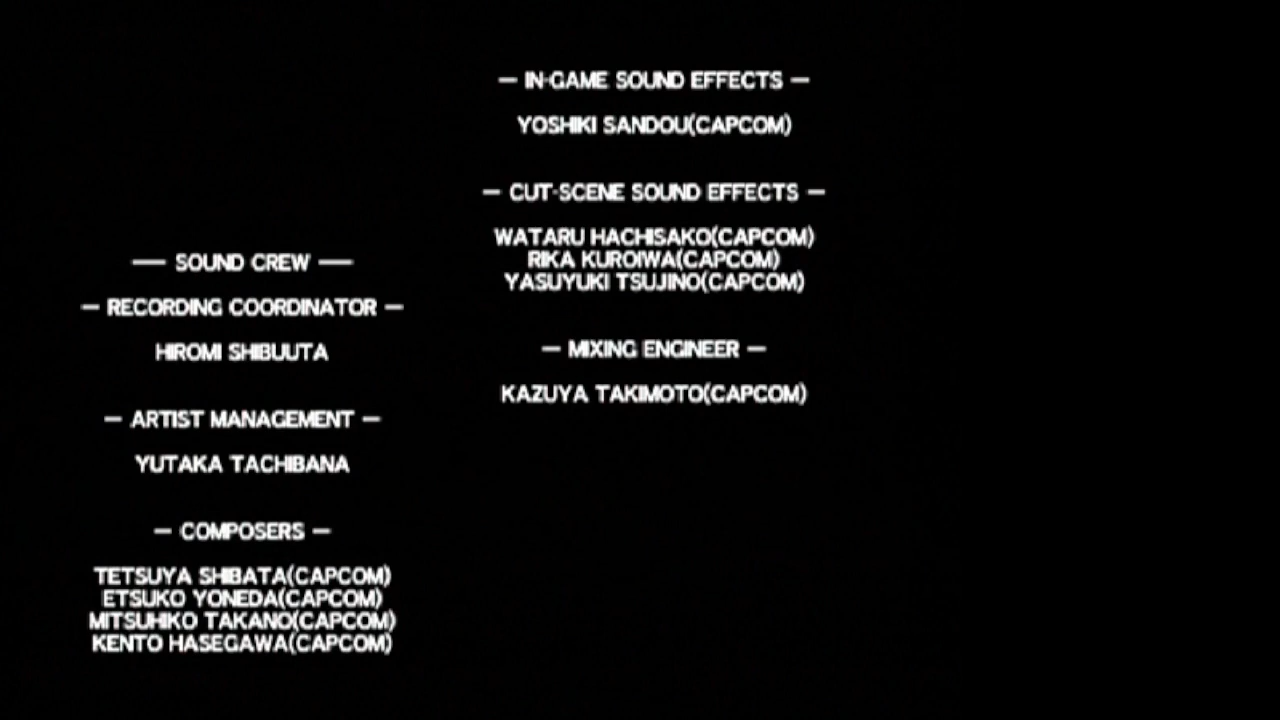 — SOUND CREW —
— RECORDING COORDINATOR —
HIROMI SHIBUUTA
— ARTIST MANAGEMENT —
YUTAKA TACHIBANA
— COMPOSERS —
TETSUYA SHIBATA(CAPCOM)
ETSUKO YONEDA(CAPCOM)
MITSUHIKO TAKANO(CAPCOM)
KENTO HASEGAWA(CAPCOM)
— IN-GAME SOUND EFFECTS —
YOSHIKI SANDOU(CAPCOM)
— CUT-SCENE SOUND EFFECTS —
WATARU HACHISAKO(CAPCOM)
RIKA KUROIWA(CAPCOM)
YASUYUKI TSUJINO(CAPCOM)
— MIXING ENGINEER —
KAZUYA TAKIMOTO(CAPCOM)